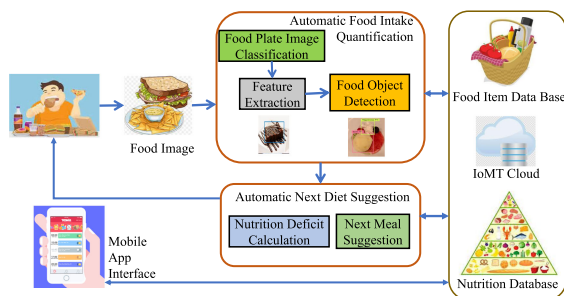 Automatic Food Intake
Quantification
Food Plate Image
Classification
Feature
Extraction
Food Object
Detection
Food Image
Food Item Data Base
IoMT Cloud
Automatic Next Diet Suggestion
Nutrition Deficit
Calculation
Next Meal
Suggestion
Mobile
App
Interface
Nutrition Database